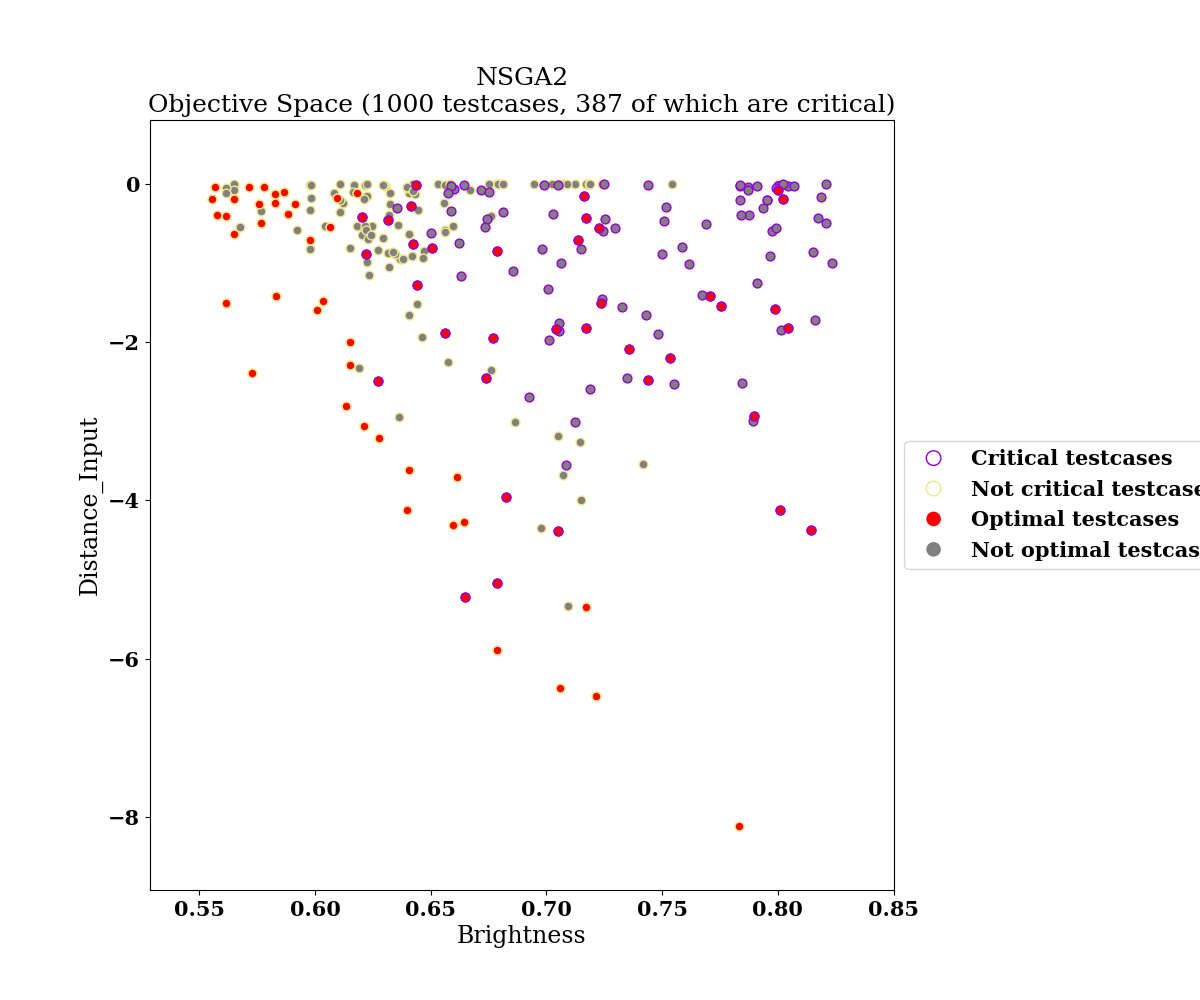 NSGA2
Objective Space (1000 testcases, 387 of which are critical)
0
−2
−4
−6
−8
Distance_Input
0.55 0.60 0.65 0.70 0.75 0.80 0.85
Brightness
Critical testcases
Not critical testcase
Optimal testcases
Not optimal testcas